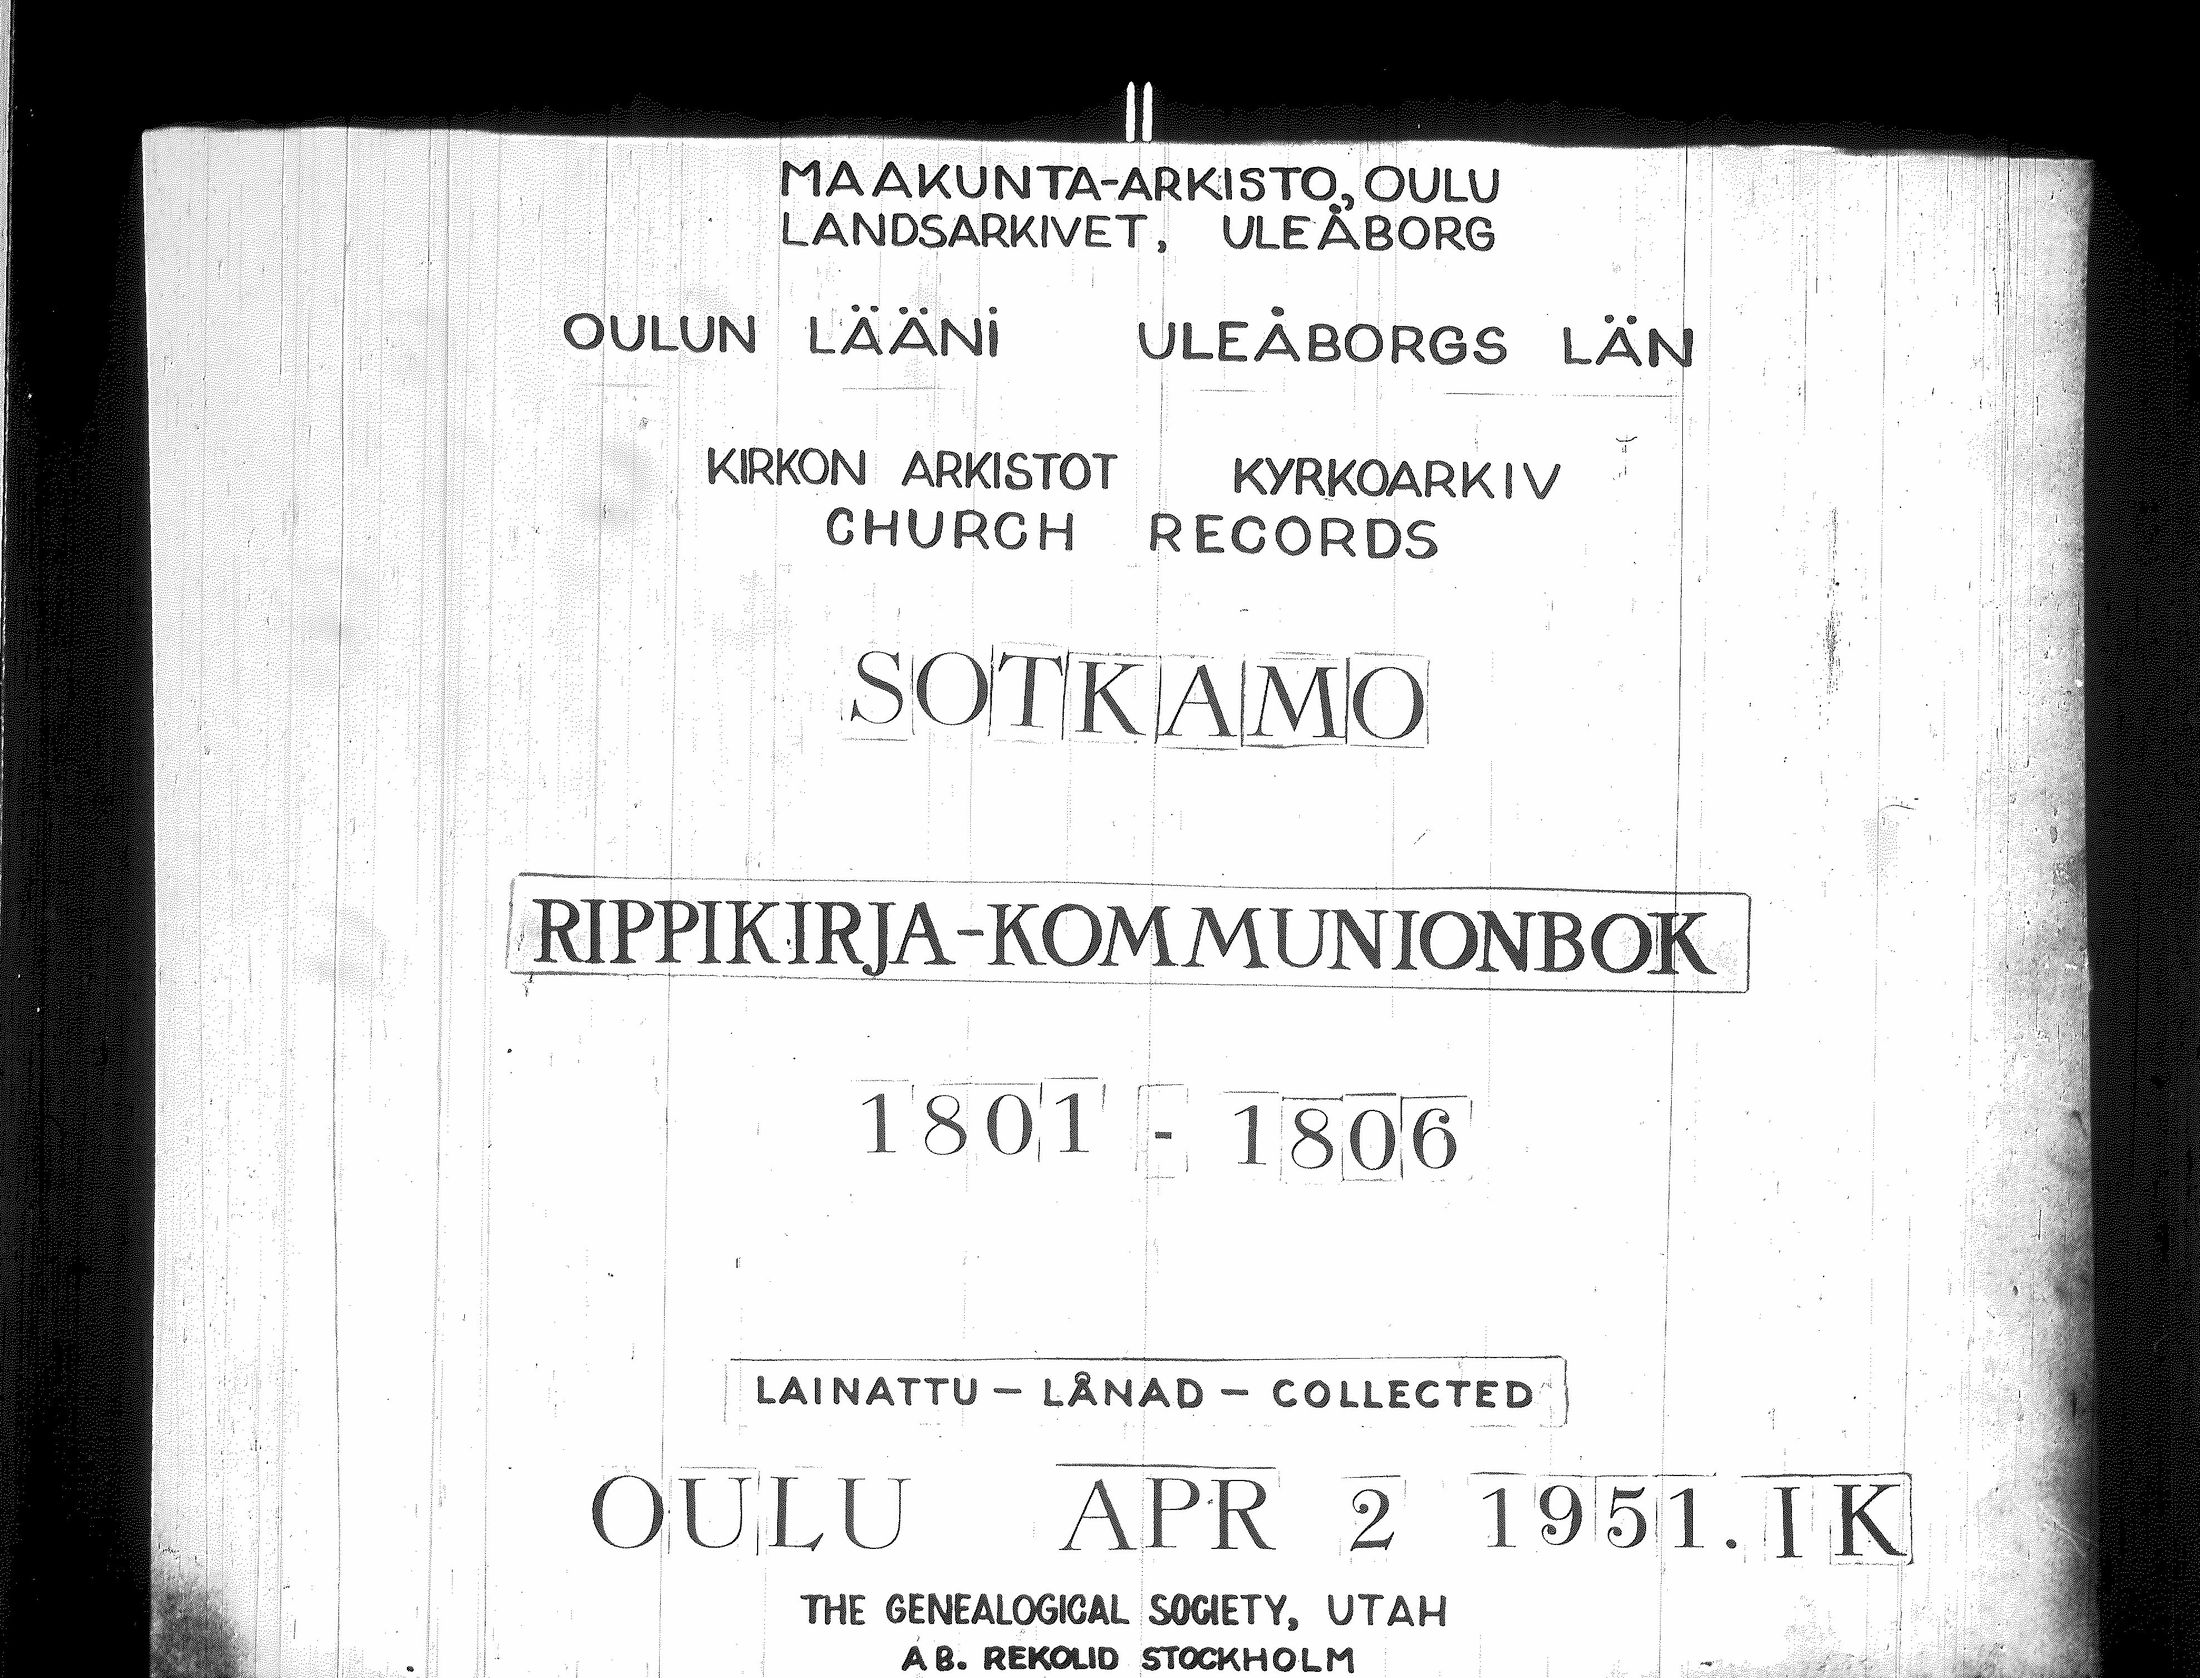 MAAKUNTA-ARKISTO, OULU
LANDSARKIVET, ULEÅBORG
OULUN LÄÄNI ULEÅBORGS LÄN
KIRKON ARKISTOT KYRKOARKIV
CHURCH RECORDS
SOTKAMO
RIPPIKIRJA-KOMMUNIONBOK
1801 - 1806
LAINATTU - LÅNAD - COLLECTED
OULU APR 2 1951. IK
THE GENEALOGICAL SOCIETY, UTAH
AB. REKOLID STOCKHOLM